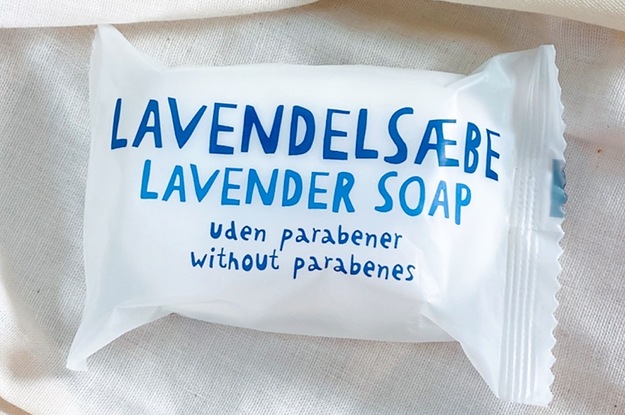 LAVENDELSÆBE
LAVENDER SOAP
uden parabener
without parabenes